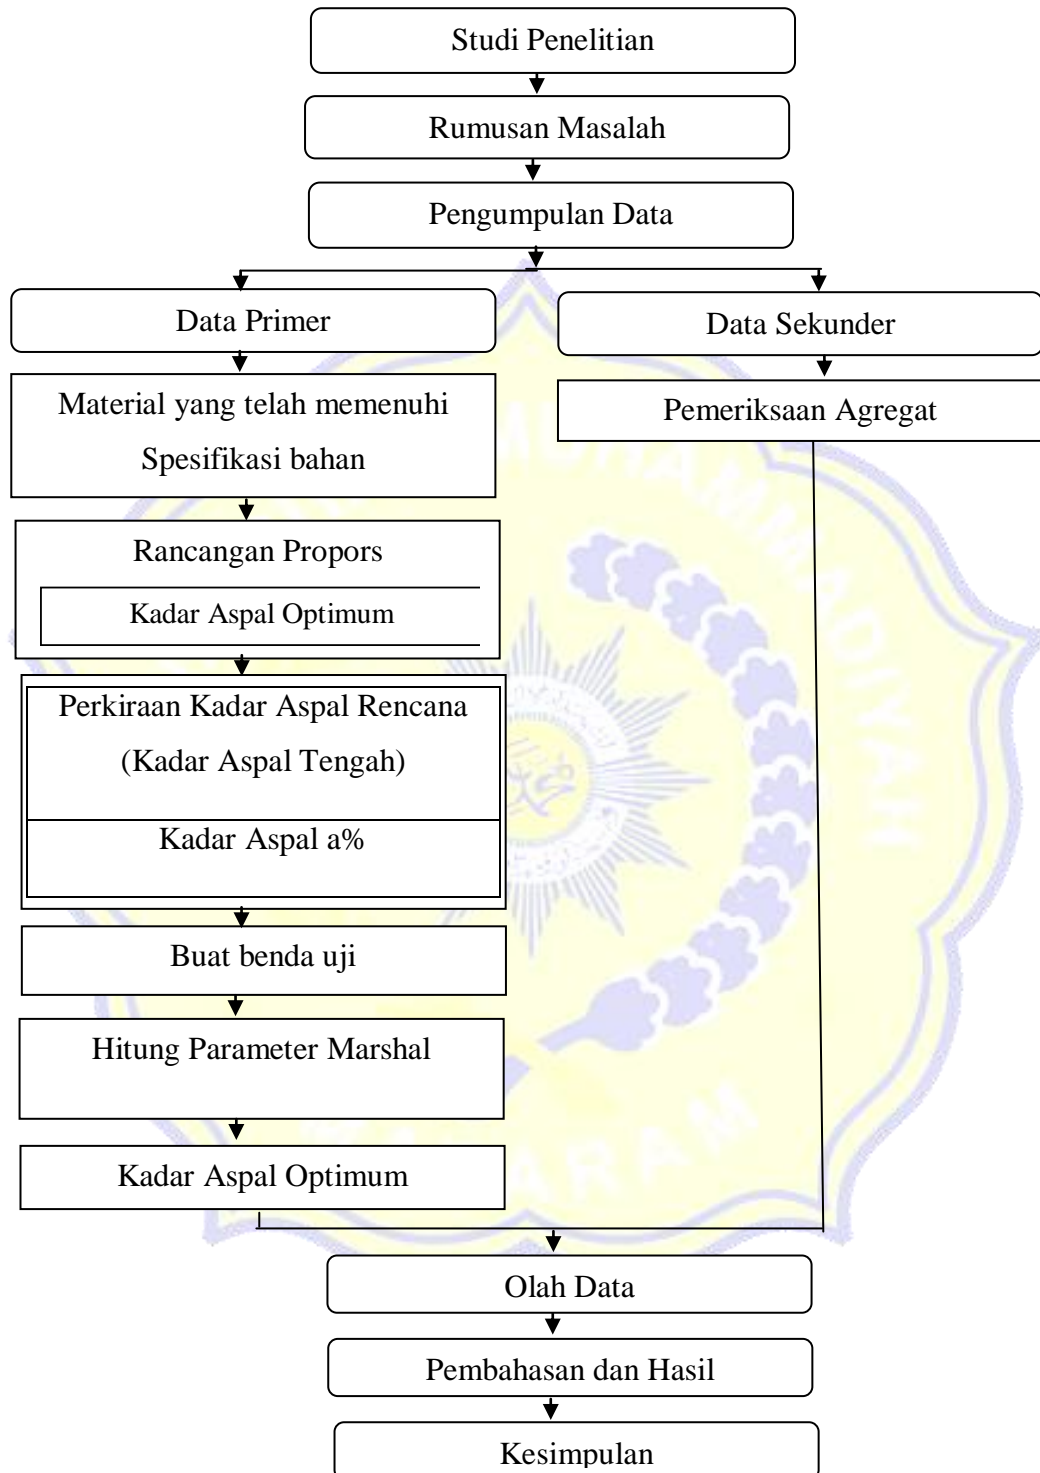 Studi Penelitian
Rumusan Masalah
Pengumpulan Data
Data Primer
Data Sekunder
Material yang telah memenuhi
Spesifikasi bahan
Pemeriksaan Agregat
Rancangan Propors
Kadar Aspal Optimum
Perkiraan Kadar Aspal Rencana
(Kadar Aspal Tengah)
Kadar Aspal a%
Buat benda uji
Hitung Parameter Marshal
Kadar Aspal Optimum
Olah Data
Pembahasan dan Hasil
Kesimpulan
MUHAMMADIYAH
MATARAM